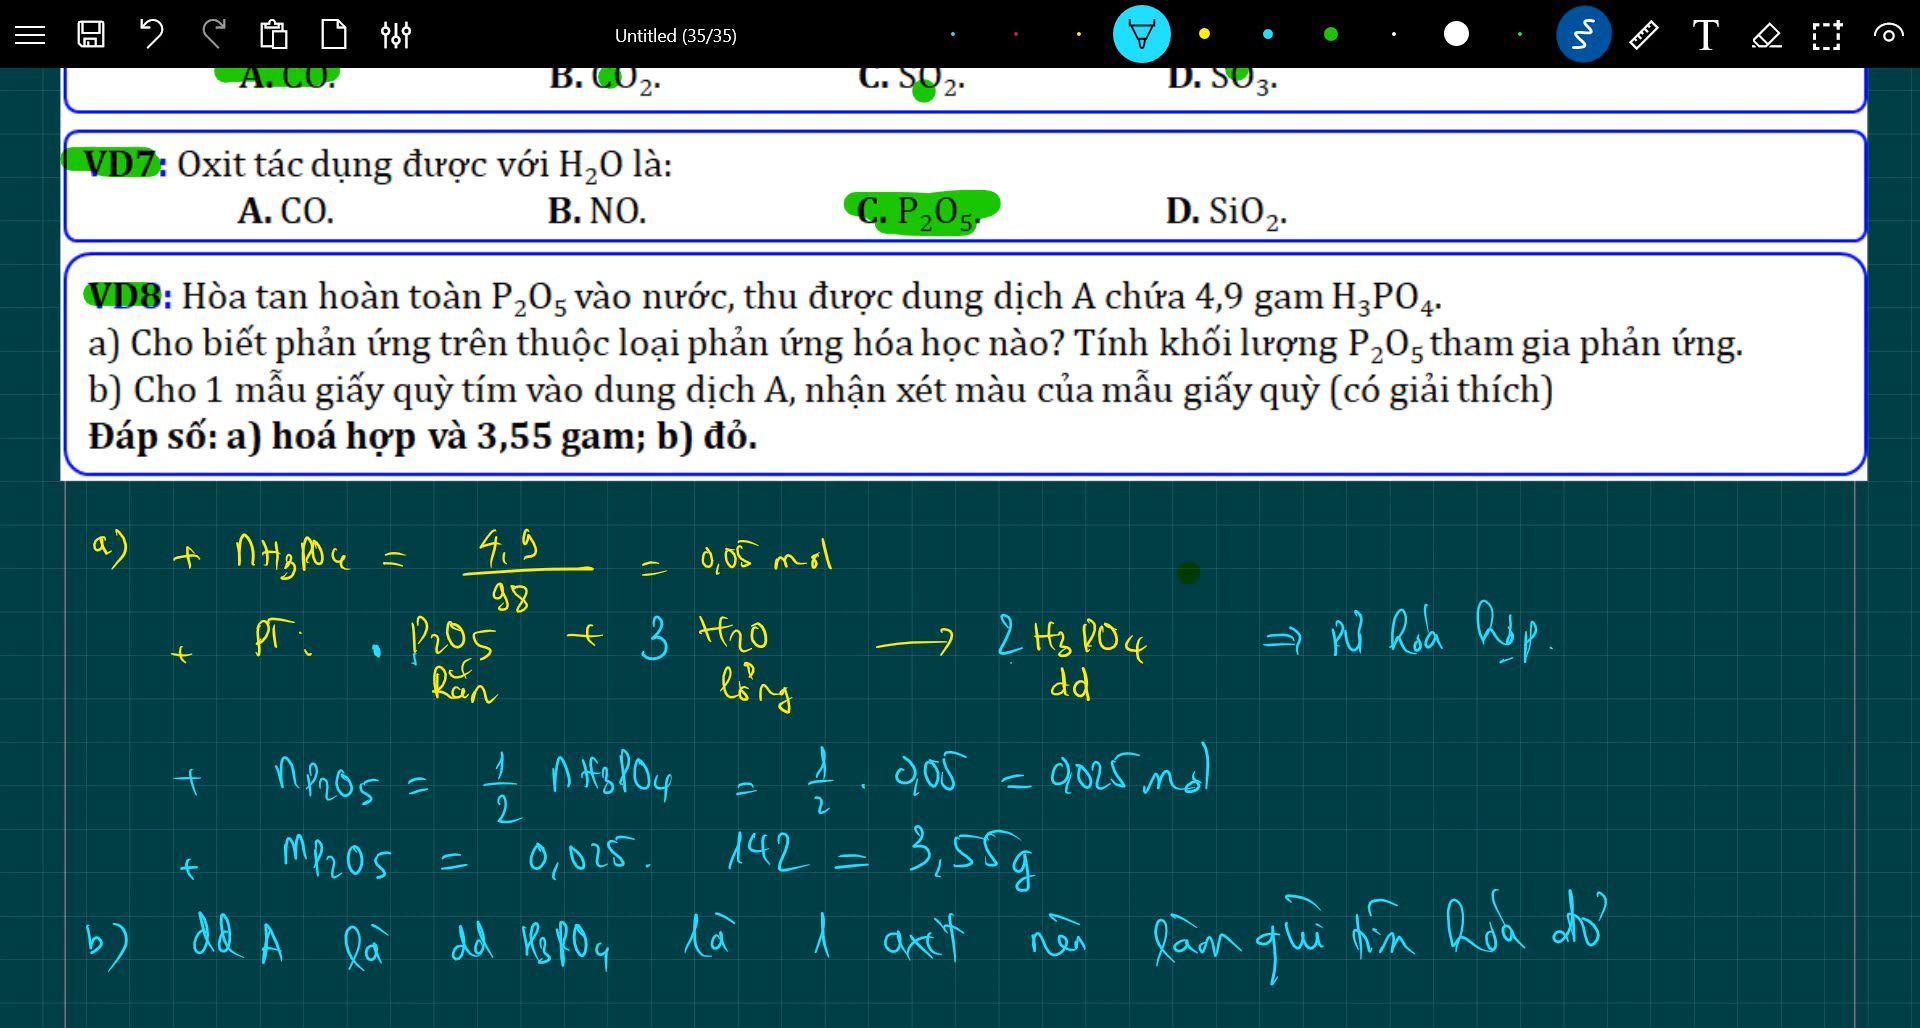 Untitled (35/35)
A. CO. B. CO₂. C. SO₂. D. SO₃.
VD7: Oxit tác dụng được với H₂O là:
A. CO. B. NO. C. P₂O₅. D. SiO₂.
VD8: Hòa tan hoàn toàn P₂O₅ vào nước, thu được dung dịch A chứa 4,9 gam H₃PO₄.
a) Cho biết phản ứng trên thuộc loại phản ứng hóa học nào? Tính khối lượng P₂O₅ tham gia phản ứng.
b) Cho 1 mẫu giấy quỳ tím vào dung dịch A, nhận xét màu của mẫu giấy quỳ (có giải thích)
Đáp số: a) hoá hợp và 3,55 gam; b) đỏ.
a) + nH₃PO₄ = 4,9/98 = 0,05 mol
+ PT: P₂O₅ + 3 H₂O → 2 H₃PO₄ ⇒ PƯ hoá hợp.
Rắn lỏng dd
+ nP₂O₅ = 1/2 nH₃PO₄ = 1/2 . 0,05 = 0,025 mol
+ mP₂O₅ = 0,025. 142 = 3,55g
b) dd A là dd H₃PO₄ là 1 axit nên làm quì tím hoá đỏ